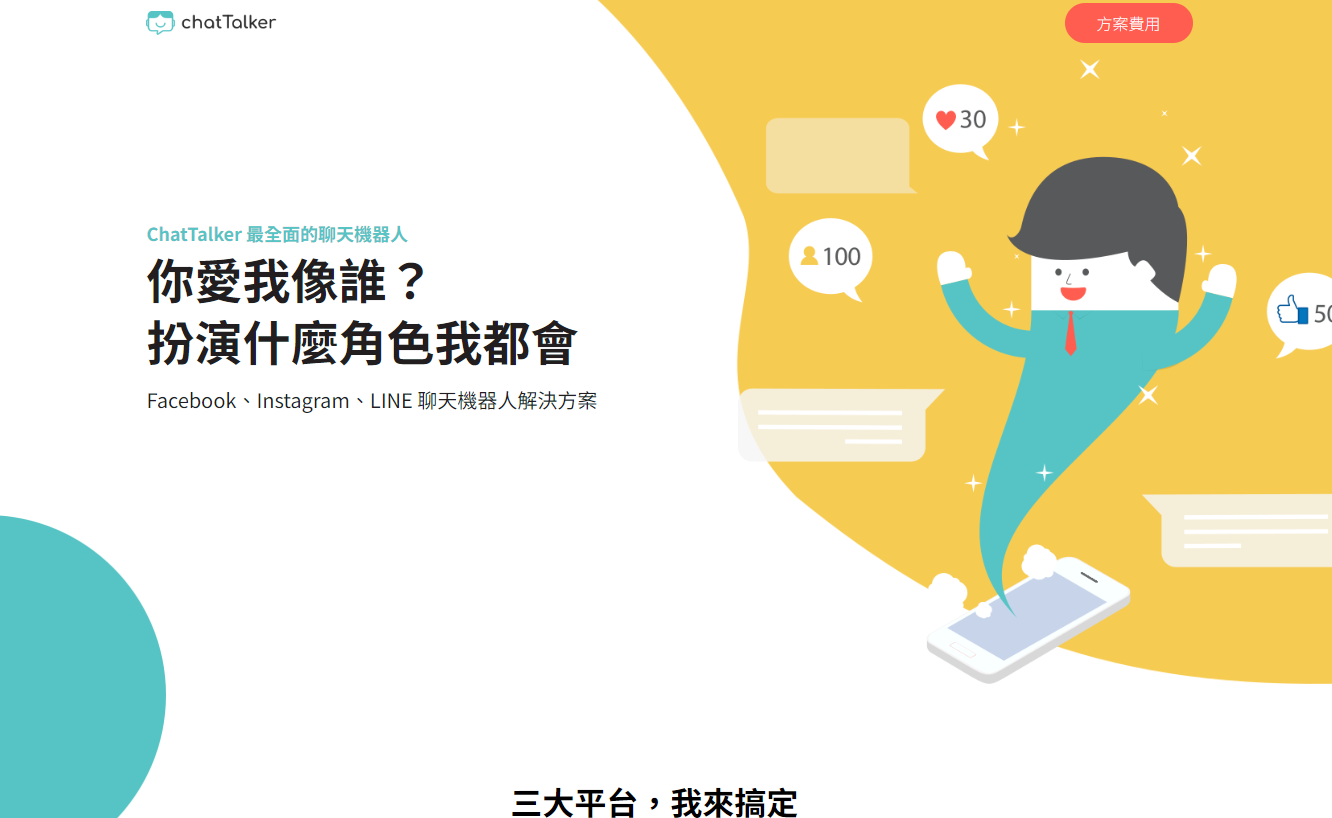 chatTalker
方案費用
30
100
50
ChatTalker 最全面的聊天機器人
你愛我像誰？
扮演什麼角色我都會
Facebook、Instagram、LINE 聊天機器人解決方案
三大平台，我來搞定